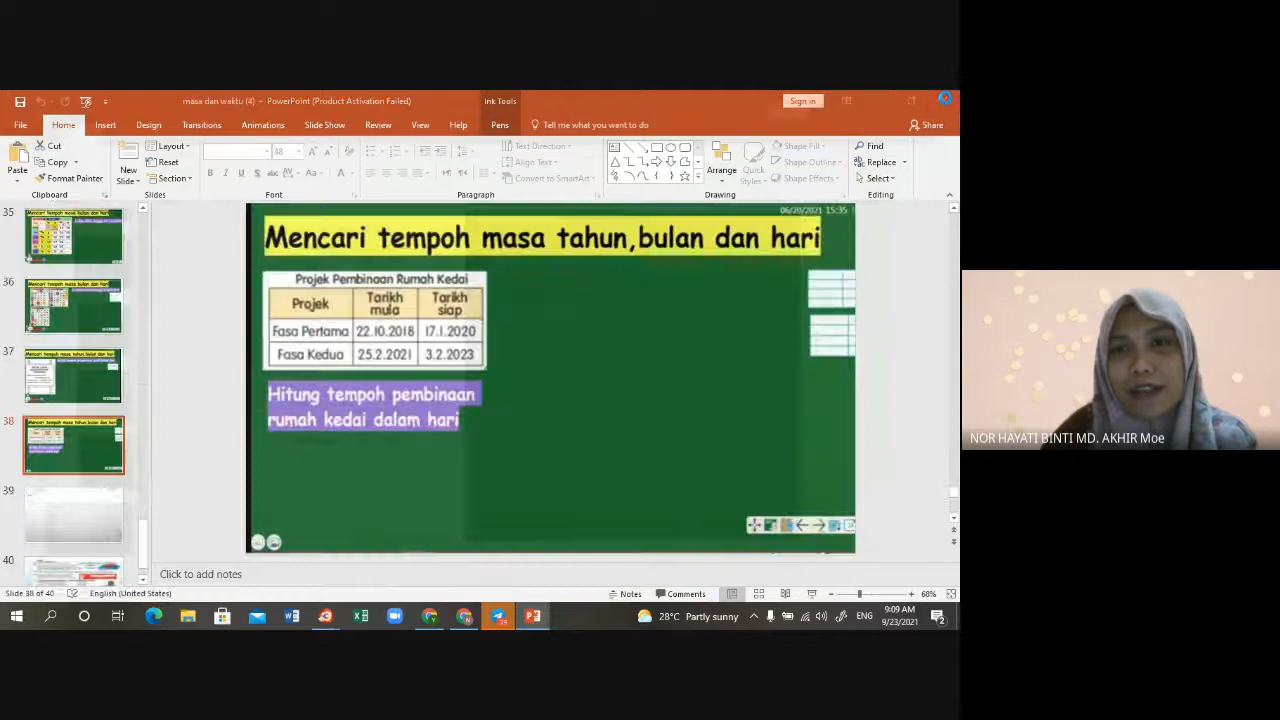 masa dan waktu (4) - PowerPoint (Product Activation Failed)
Ink Tools
Sign in
File Home Insert Design Transitions Animations Slide Show Review View Help Pens Tell me what you want to do Share
Paste
Cut
Copy
Format Painter
Clipboard
New Slide
Layout
Reset
Section
Slides
48
Font
Paragraph
Text Direction
Align Text
Convert to SmartArt
Arrange
Quick Styles
Shape Fill
Shape Outline
Shape Effects
Drawing
Find
Replace
Select
Editing
35
36
37
38
39
40
06/20/2021 15:35
Mencari tempoh masa tahun,bulan dan hari
Projek Pembinaan Rumah Kedai
Projek Tarikh mula Tarikh siap
Fasa Pertama 22.10.2018 17.1.2020
Fasa Kedua 25.2.2021 3.2.2023
Hitung tempoh pembinaan
rumah kedai dalam hari
NOR HAYATI BINTI MD. AKHIR Moe
Click to add notes
Slide 38 of 40 English (United States) Notes Comments 68%
28°C Partly sunny ENG 9:09 AM
9/23/2021